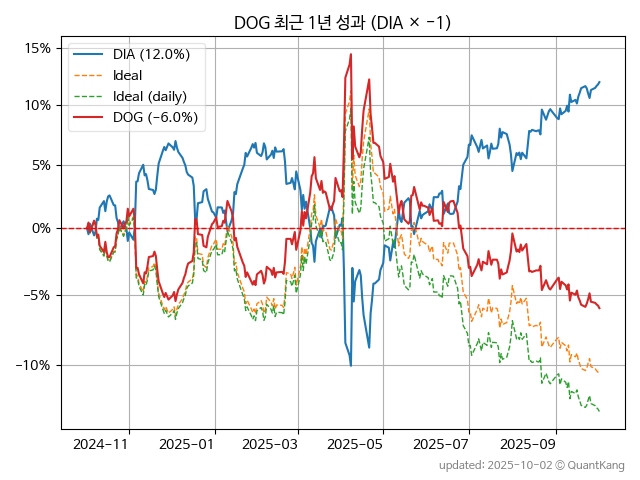 DOG 최근 1년 성과 (DIA × −1)
15%
10%
5%
0%
−5%
−10%
DIA (12.0%)
Ideal
Ideal (daily)
DOG (−6.0%)
2024-11
2025-01
2025-03
2025-05
2025-07
2025-09
updated: 2025-10-02 © QuantKang